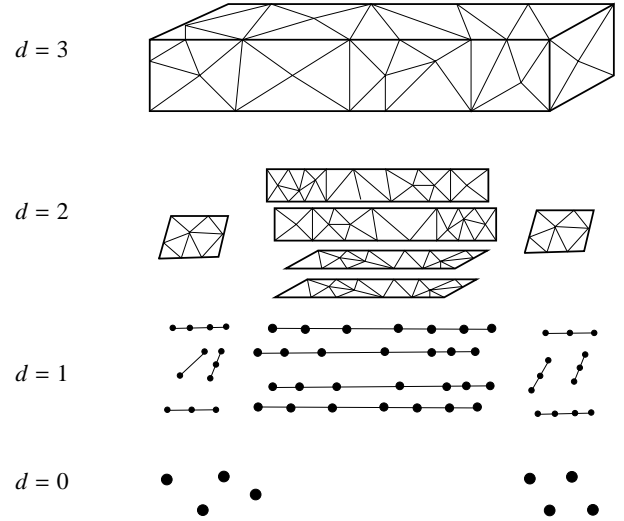 d = 3
d = 2
d = 1
d = 0